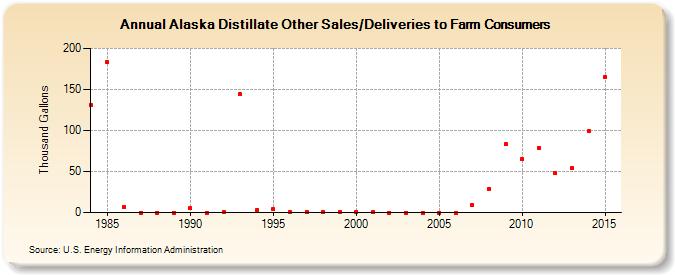 Annual Alaska Distillate Other Sales/Deliveries to Farm Consumers
Thousand Gallons
200
150
100
50
0
1985 1990 1995 2000 2005 2010 2015
Source: U.S. Energy Information Administration